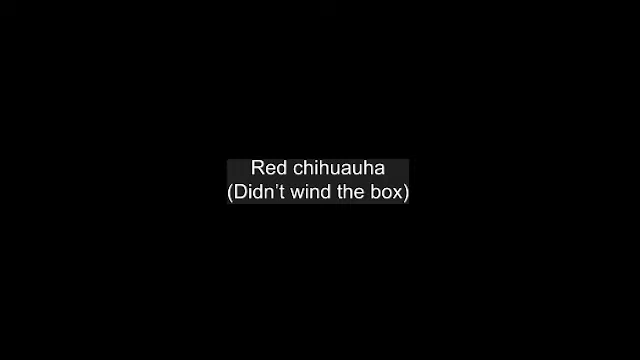 Red chihuauha
(Didn’t wind the box)